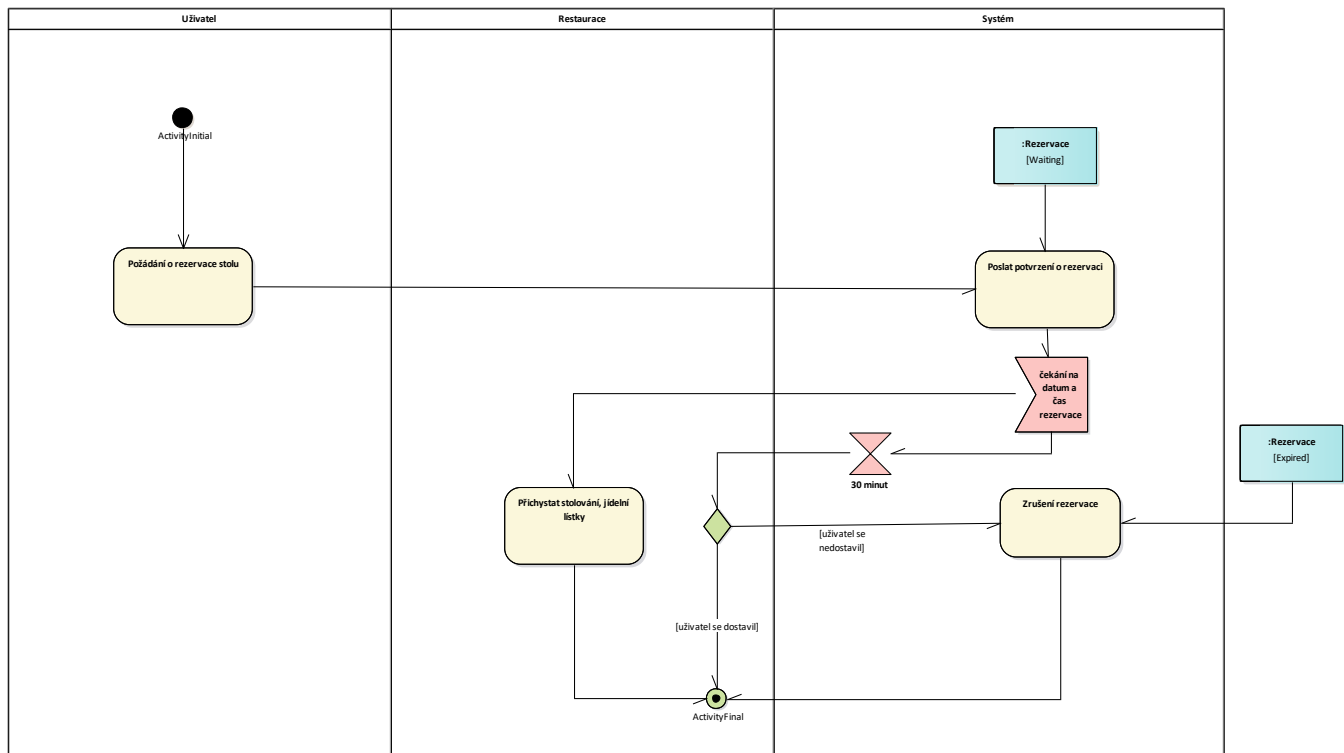 Uživatel
Restaurace
Systém
ActivityInitial
:Rezervace
[Waiting]
Požádání o rezervace stolu
Poslat potvrzení o rezervaci
čekání na
datum a
čas
rezervace
:Rezervace
[Expired]
30 minut
Přichystat stolování, jídelní
lístky
Zrušení rezervace
[uživatel se
nedostavil]
[uživatel se dostavil]
ActivityFinal